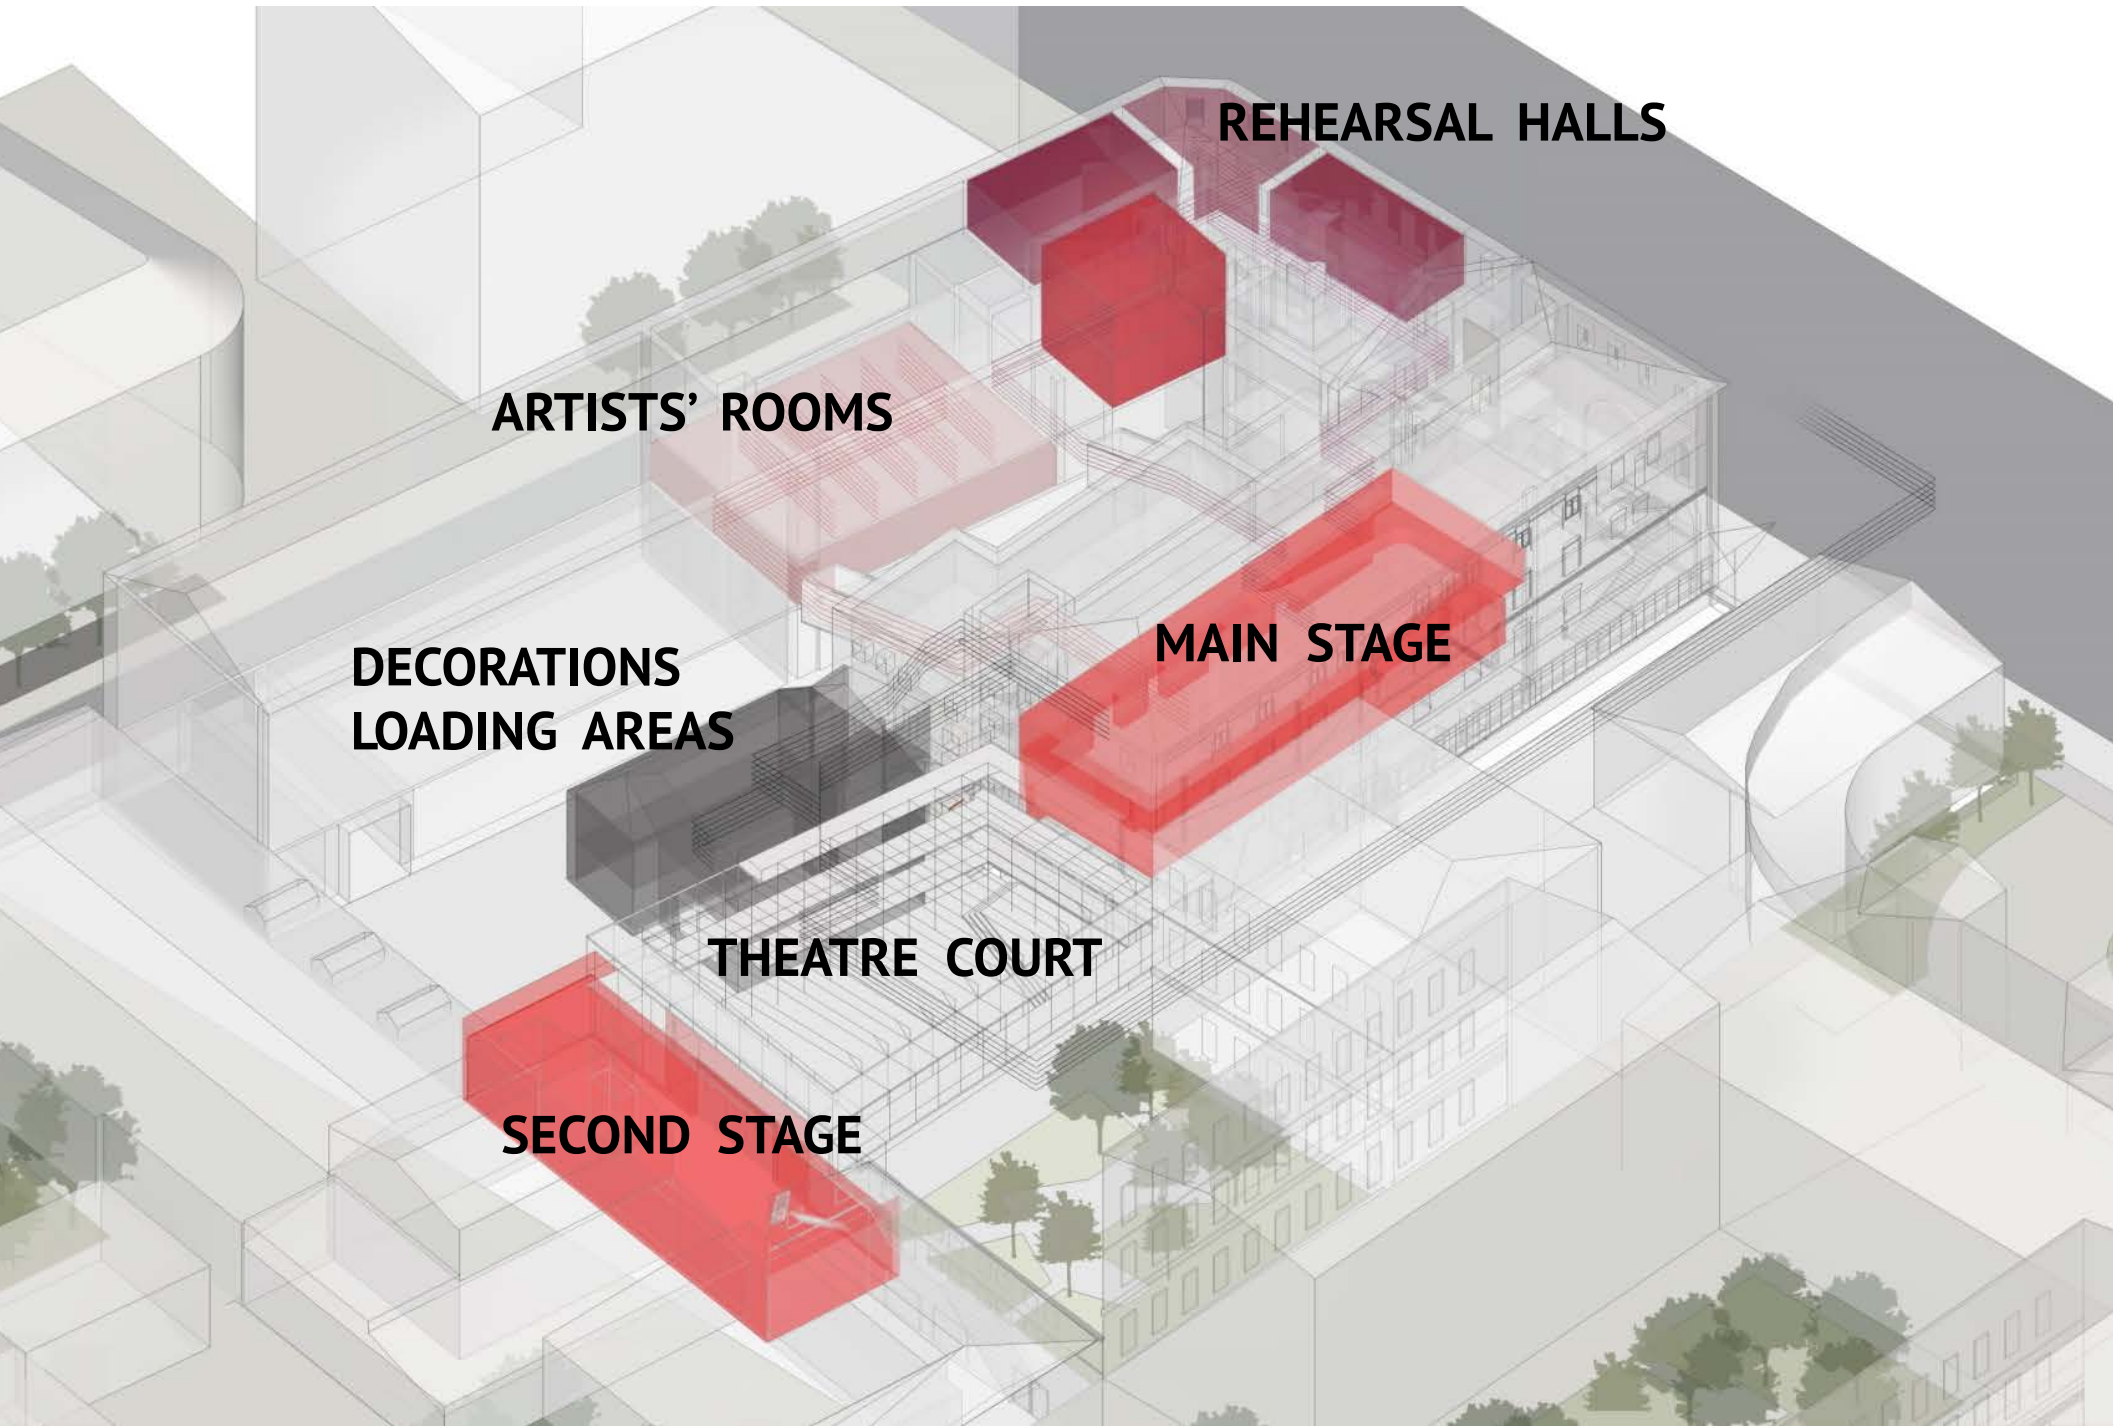 REHEARSAL HALLS
ARTISTS’ ROOMS
MAIN STAGE
DECORATIONS
LOADING AREAS
THEATRE COURT
SECOND STAGE